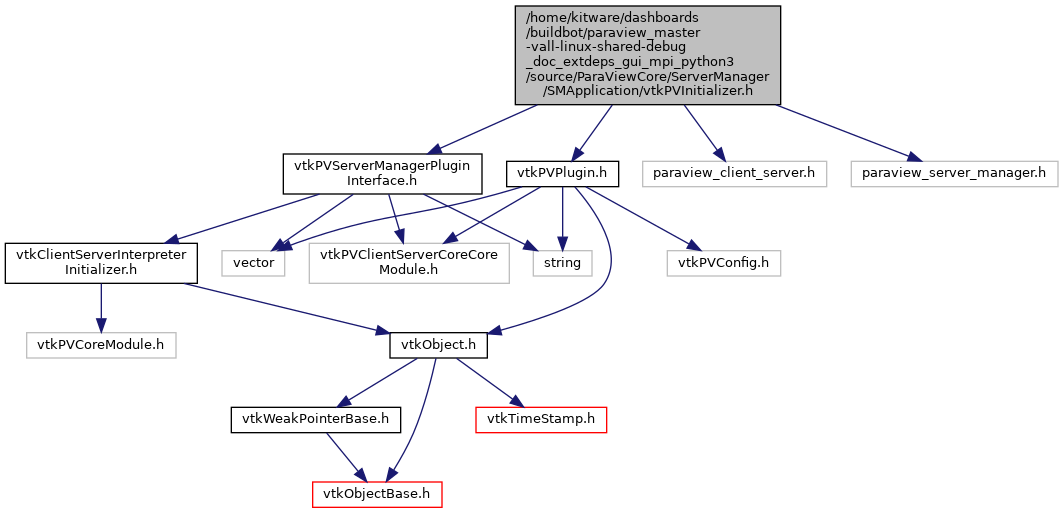 /home/kitware/dashboards
/buildbot/paraview_master
-vall-linux-shared-debug
_doc_extdeps_gui_mpi_python3
/source/ParaViewCore/ServerManager
/SMApplication/vtkPVInitializer.h
vtkPVServerManagerPlugin
Interface.h
vtkPVPlugin.h
paraview_client_server.h
paraview_server_manager.h
vtkClientServerInterpreter
Initializer.h
vector
vtkPVClientServerCoreCore
Module.h
string
vtkPVConfig.h
vtkPVCoreModule.h
vtkObject.h
vtkWeakPointerBase.h
vtkTimeStamp.h
vtkObjectBase.h